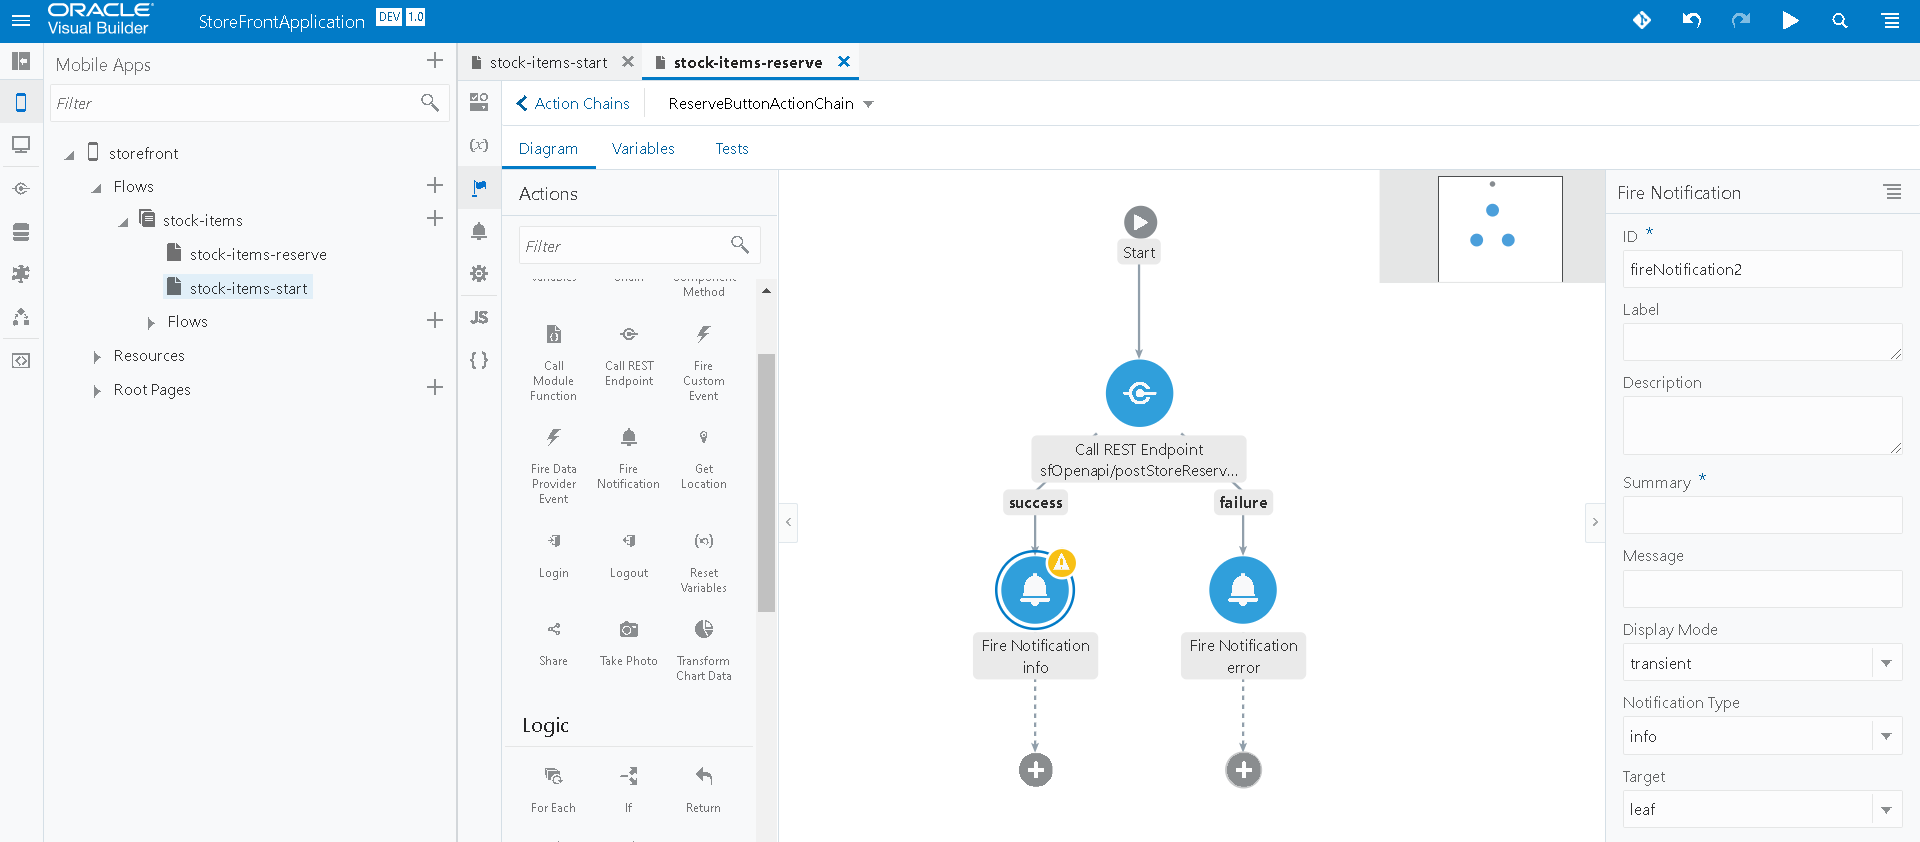 ORACLE
Visual Builder
StoreFrontApplication
DEV 1.0
Mobile Apps
Filter
storefront
Flows
stock-items
stock-items-reserve
stock-items-start
Flows
Resources
Root Pages
stock-items-start
stock-items-reserve
(x)
JS
{ }
Action Chains
ReserveButtonActionChain
Diagram
Variables
Tests
Actions
Filter
Variables
Chain
Component
Method
Call
Module
Function
Call REST
Endpoint
Fire
Custom
Event
Fire Data
Provider
Event
Fire
Notification
Get
Location
Login
Logout
Reset
Variables
Share
Take Photo
Transform
Chart Data
Logic
For Each
If
Return
Start
Call REST Endpoint
sfOpenapi/postStoreReserv...
success
failure
Fire Notification
info
Fire Notification
error
Fire Notification
ID *
fireNotification2
Label
Description
Summary *
Message
Display Mode
transient
Notification Type
info
Target
leaf